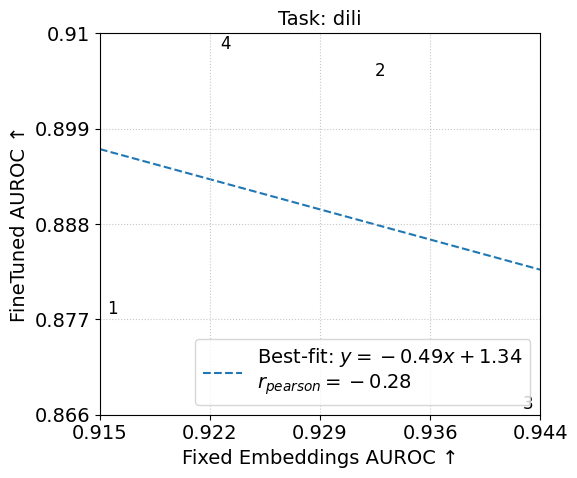 Task: dili
0.91
0.899
0.888
0.877
0.866
FineTuned AUROC ↑
4
2
1
3
Best-fit: y = −0.49x + 1.34
r_pearson = −0.28
0.915 0.922 0.929 0.936 0.944
Fixed Embeddings AUROC ↑